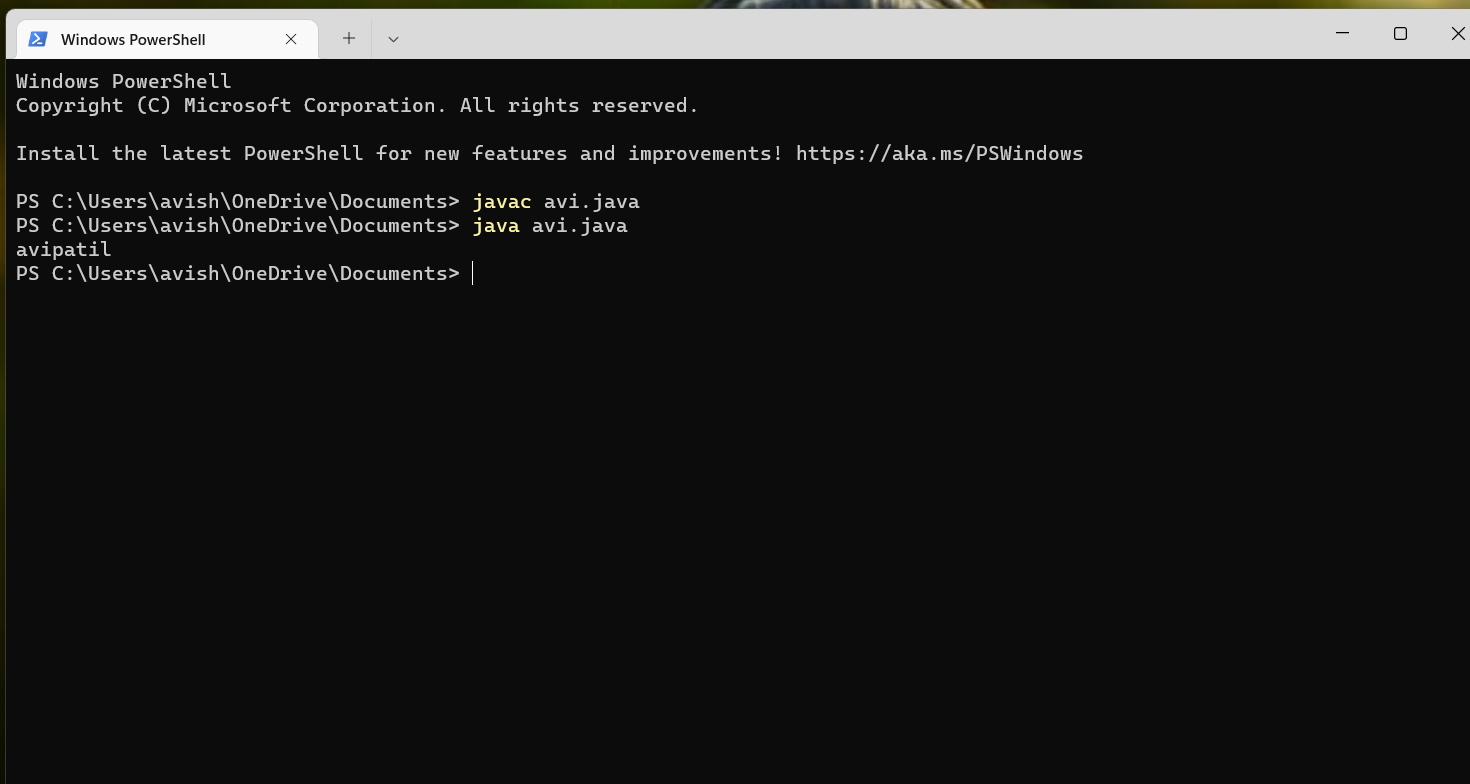 Windows PowerShell
Windows PowerShell
Copyright (C) Microsoft Corporation. All rights reserved.
Install the latest PowerShell for new features and improvements! https://aka.ms/PSWindows
PS C:\Users\avish\OneDrive\Documents> javac avi.java
PS C:\Users\avish\OneDrive\Documents> java avi.java
avipatil
PS C:\Users\avish\OneDrive\Documents>